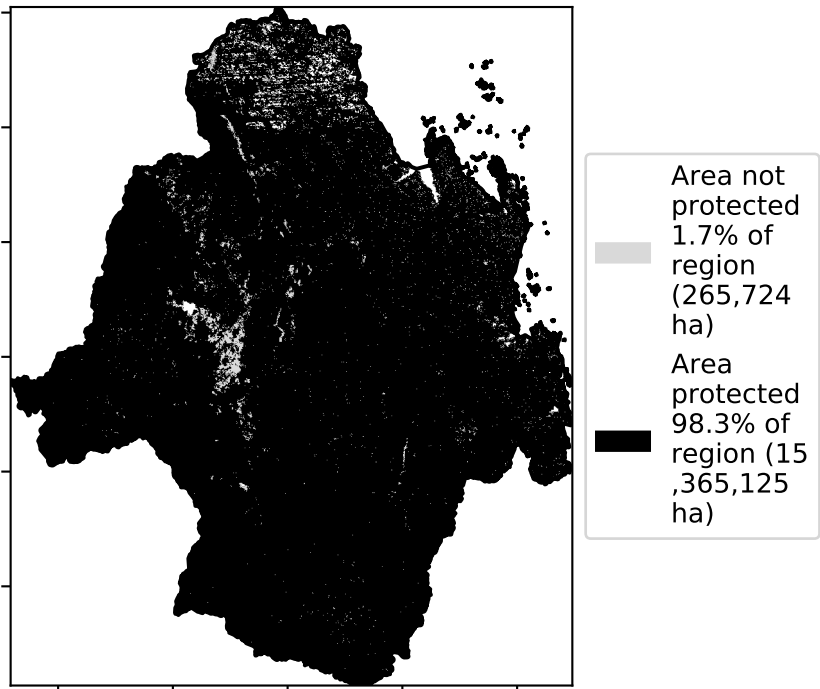 Area not
protected
1.7% of
region
(265,724
ha)
Area
protected
98.3% of
region (15
,365,125
ha)